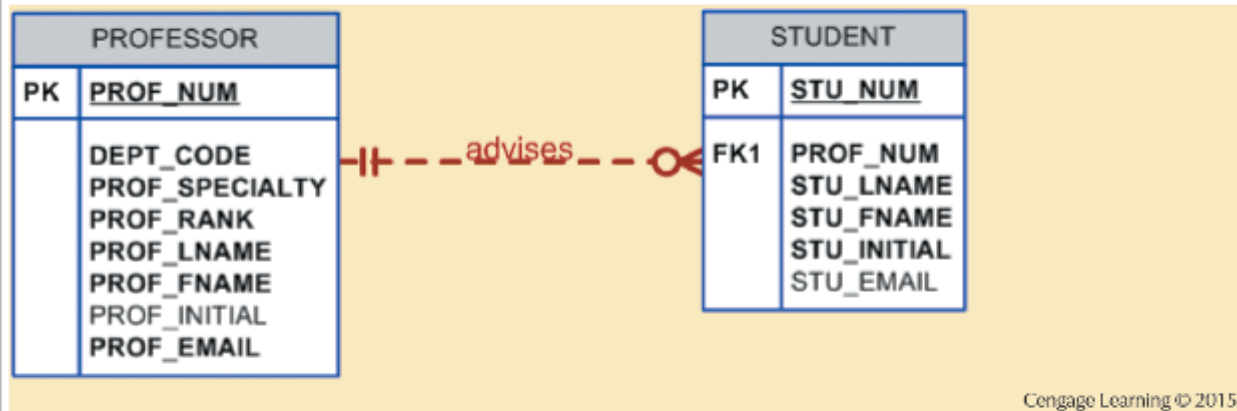 PROFESSOR
PK PROF_NUM
DEPT_CODE
PROF_SPECIALTY
PROF_RANK
PROF_LNAME
PROF_FNAME
PROF_INITIAL
PROF_EMAIL
advises
STUDENT
PK STU_NUM
FK1 PROF_NUM
STU_LNAME
STU_FNAME
STU_INITIAL
STU_EMAIL
Cengage Learning © 2015